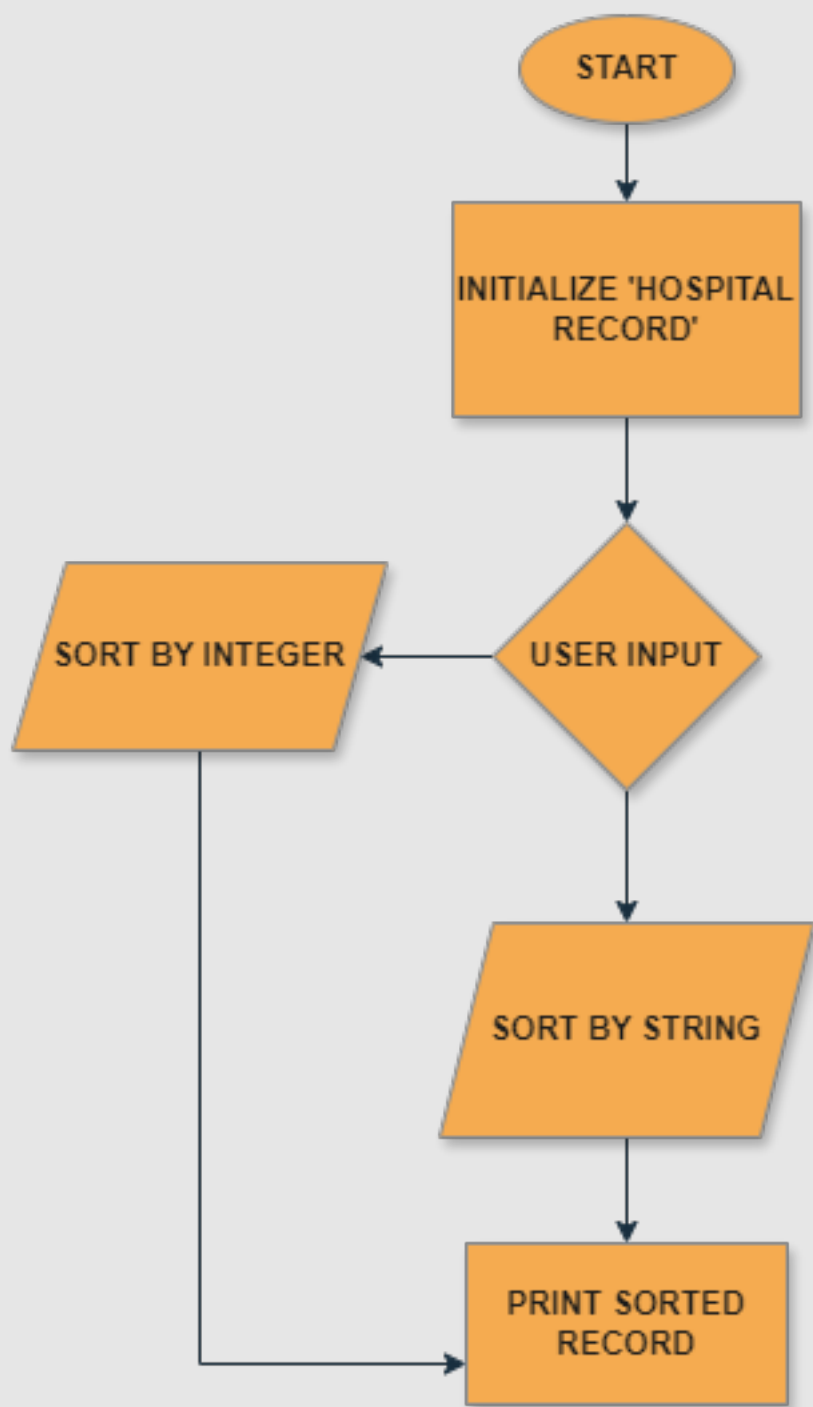 START
INITIALIZE 'HOSPITAL
RECORD'
SORT BY INTEGER
USER INPUT
SORT BY STRING
PRINT SORTED
RECORD